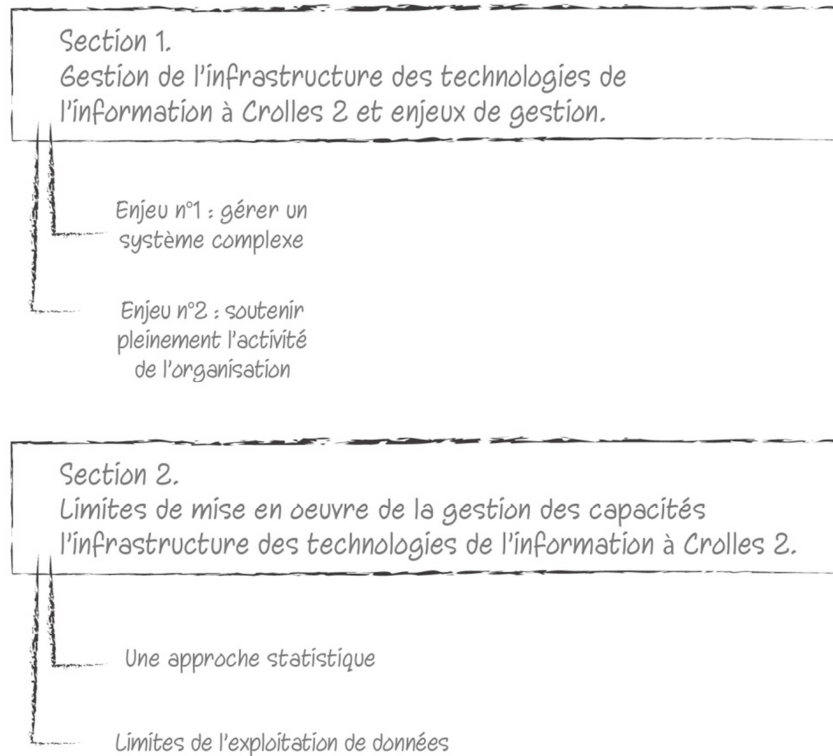 Section 1.
Gestion de l'infrastructure des technologies de
l'information à Crolles 2 et enjeux de gestion.
Enjeu n°1 : gérer un
système complexe
Enjeu n°2 : soutenir
pleinement l'activité
de l'organisation
Section 2.
Limites de mise en oeuvre de la gestion des capacités
l'infrastructure des technologies de l'information à Crolles 2.
Une approche statistique
Limites de l'exploitation de données